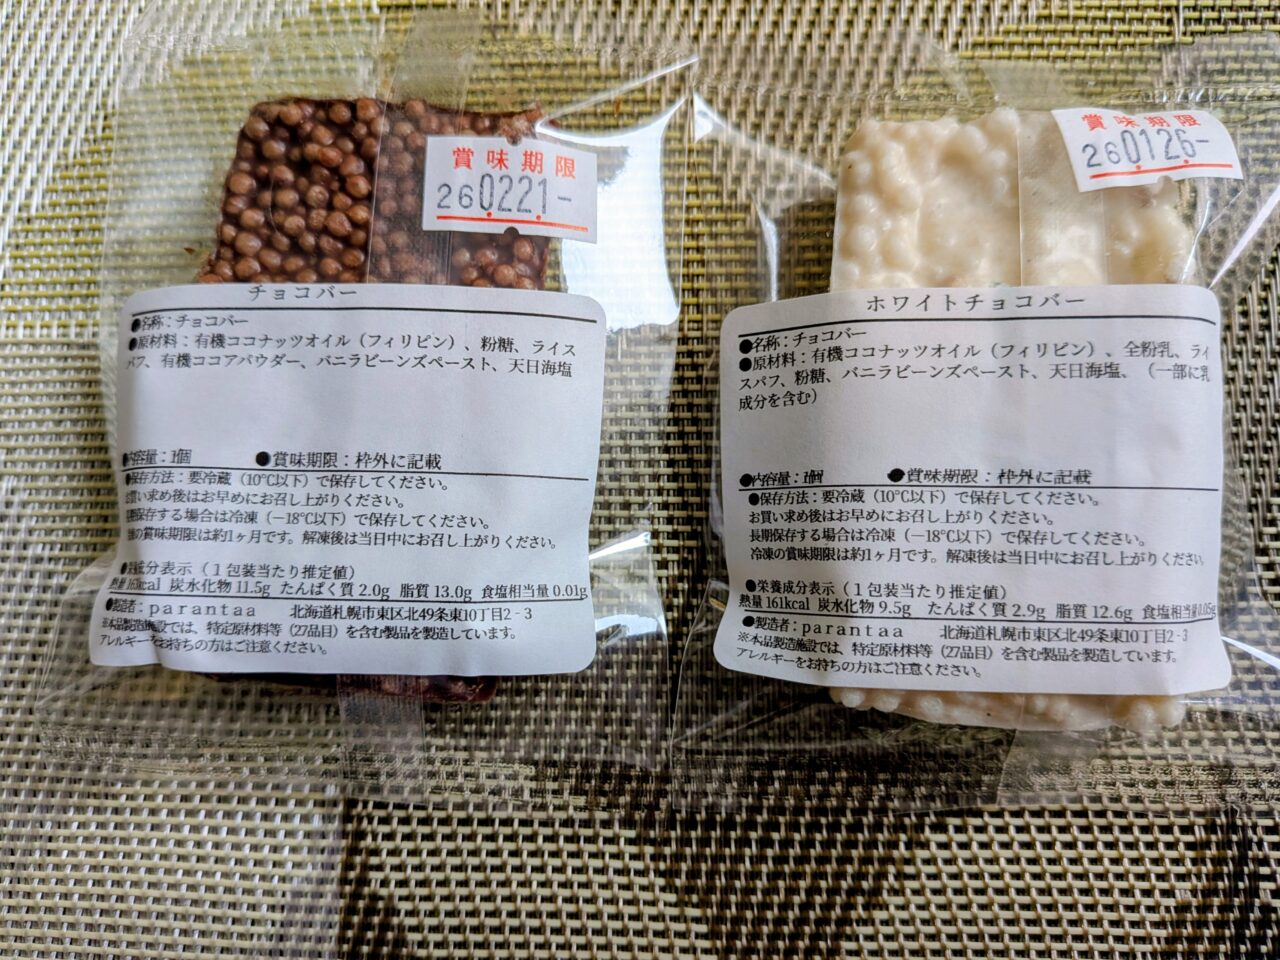 賞味期限
26.0221.-
チョコバー
●名称：チョコバー
●原材料：有機ココナッツオイル（フィリピン）、粉糖、ライス
パフ、有機ココアパウダー、バニラビーンズペースト、天日海塩
●内容量：1個 ●賞味期限：枠外に記載
●保存方法：要冷蔵（10℃以下）で保存してください。
お買い求め後はお早めにお召し上がりください。
長期保存する場合は冷凍（－18℃以下）で保存してください。
冷凍の賞味期限は約1ヶ月です。解凍後は当日中にお召し上がりください。
●栄養成分表示（１包装当たり推定値）
熱量 161kcal 炭水化物 11.5g たんぱく質 2.0g 脂質 13.0g 食塩相当量 0.01g
●製造者：parantaa 北海道札幌市東区北49条東10丁目2－3
※本品製造施設では、特定原材料等（27品目）を含む製品を製造しています。
アレルギーをお持ちの方はご注意ください。
賞味期限
26.0126.-
ホワイトチョコバー
●名称：チョコバー
●原材料：有機ココナッツオイル（フィリピン）、全粉乳、ライ
スパフ、粉糖、バニラビーンズペースト、天日海塩、（一部に乳
成分を含む）
●内容量：1個 ●賞味期限：枠外に記載
●保存方法：要冷蔵（10℃以下）で保存してください。
お買い求め後はお早めにお召し上がりください。
長期保存する場合は冷凍（－18℃以下）で保存してください。
冷凍の賞味期限は約1ヶ月です。解凍後は当日中にお召し上がりください。
●栄養成分表示（１包装当たり推定値）
熱量 161kcal 炭水化物 9.5g たんぱく質 2.9g 脂質 12.6g 食塩相当量 0.05g
●製造者：parantaa 北海道札幌市東区北49条東10丁目2-3
※本品製造施設では、特定原材料等（27品目）を含む製品を製造しています。
アレルギーをお持ちの方はご注意ください。